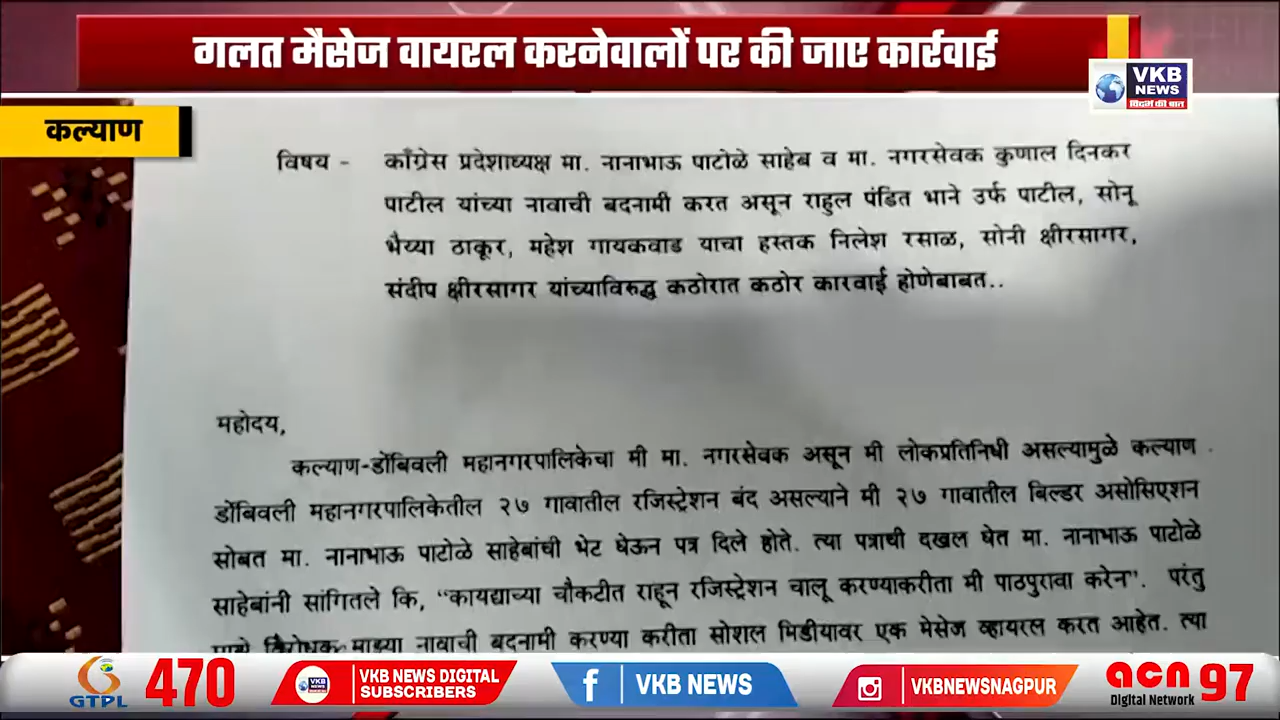 गलत मैसेज वायरल करनेवालों पर की जाए कार्रवाई
VKB
NEWS
विदर्भ की बात
कल्याण
विषय - काँग्रेस प्रदेशाध्यक्ष मा. नानाभाऊ पाटोळे साहेब व मा. नगरसेवक कुणाल दिनकर
पाटील यांच्या नावाची बदनामी करत असून राहुल पंडित भाने उर्फ पाटील, सोनू
भैय्या ठाकूर, महेश गायकवाड याचा हस्तक निलेश रसाळ, सोनी क्षीरसागर,
संदीप क्षीरसागर यांच्याविरुद्ध कठोरात कठोर कारवाई होणेबाबत..
महोदय,
कल्याण-डोंबिवली महानगरपालिकेचा मी मा. नगरसेवक असून मी लोकप्रतिनिधी असल्यामुळे कल्याण
डोंबिवली महानगरपालिकेतील २७ गावातील रजिस्ट्रेशन बंद असल्याने मी २७ गावातील बिल्डर असोसिएशन
सोबत मा. नानाभाऊ पाटोळे साहेबांची भेट घेऊन पत्र दिले होते. त्या पत्राची दखल घेत मा. नानाभाऊ पाटोळे
साहेबांनी सांगितले कि, "कायद्याच्या चौकटीत राहून रजिस्ट्रेशन चालू करण्याकरीता मी पाठपुरावा करेन". परंतु
माझ्या नावाची बदनामी करण्या करीता सोशल मिडीयावर एक मेसेज व्हायरल करत आहेत. त्या
GTPL 470
VKB NEWS DIGITAL
SUBSCRIBERS
VKB NEWS
VKBNEWSNAGPUR
acn 97
Digital Network